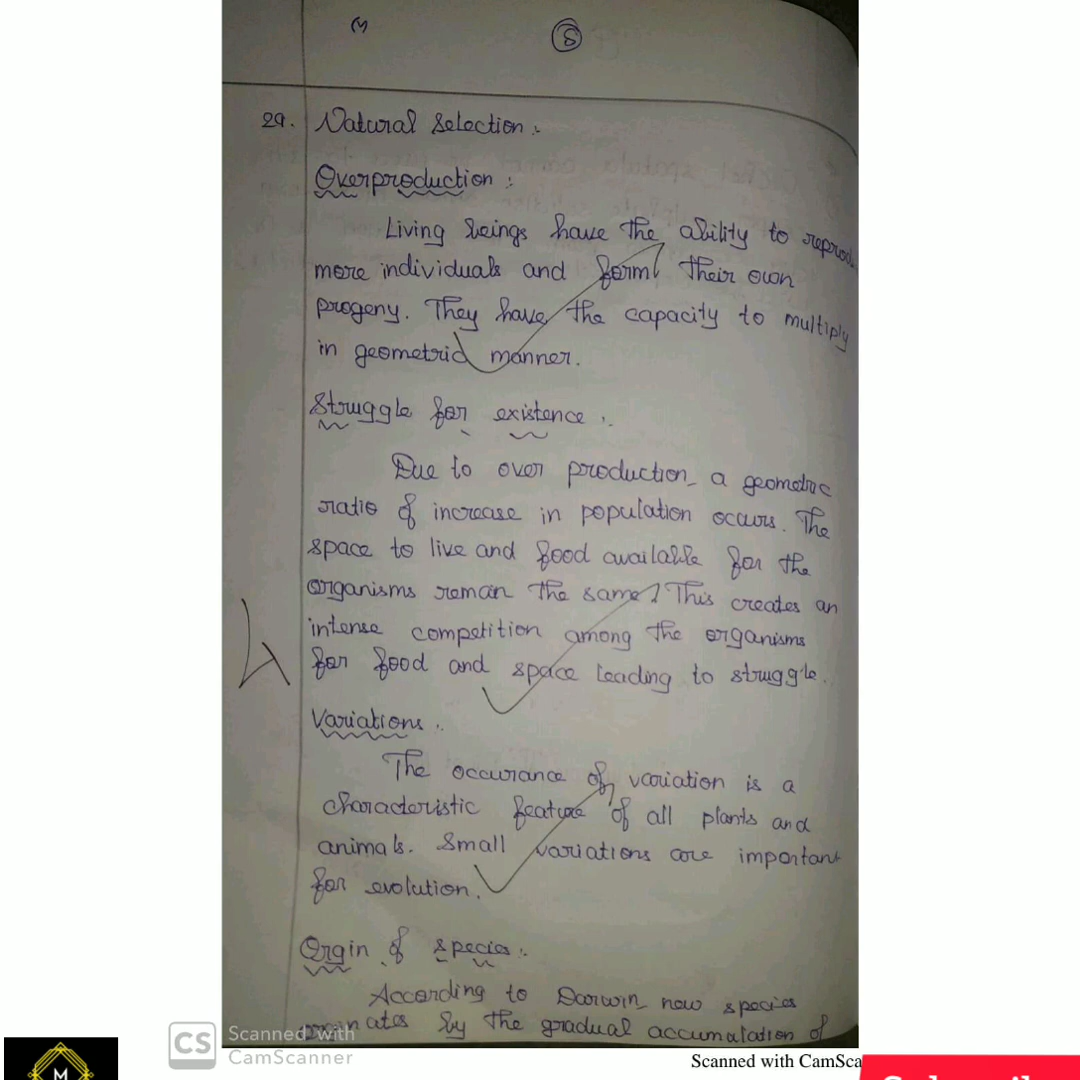 8
29. Natural Selection :-
Overproduction :-
Living beings have the ability to
more individuals and form their own
progeny. They have the capacity to multiply
in geometric manner.
Struggle for existence :-
Due to over production, a geometric
ratio of increase in population occurs. The
space to live and food available for the
organisms remain the same. This creates an
intense competition among the organisms
for food and space leading to struggle.
Variations :-
The occurance of variation is a
characteristic feature of all plants and
animals. Small variations are important
for evolution.
Orgin of species :-
According to Darwin new species
by the gradual accumalation of
CS Scanned with
CamScanner
M
Scanned with CamSca